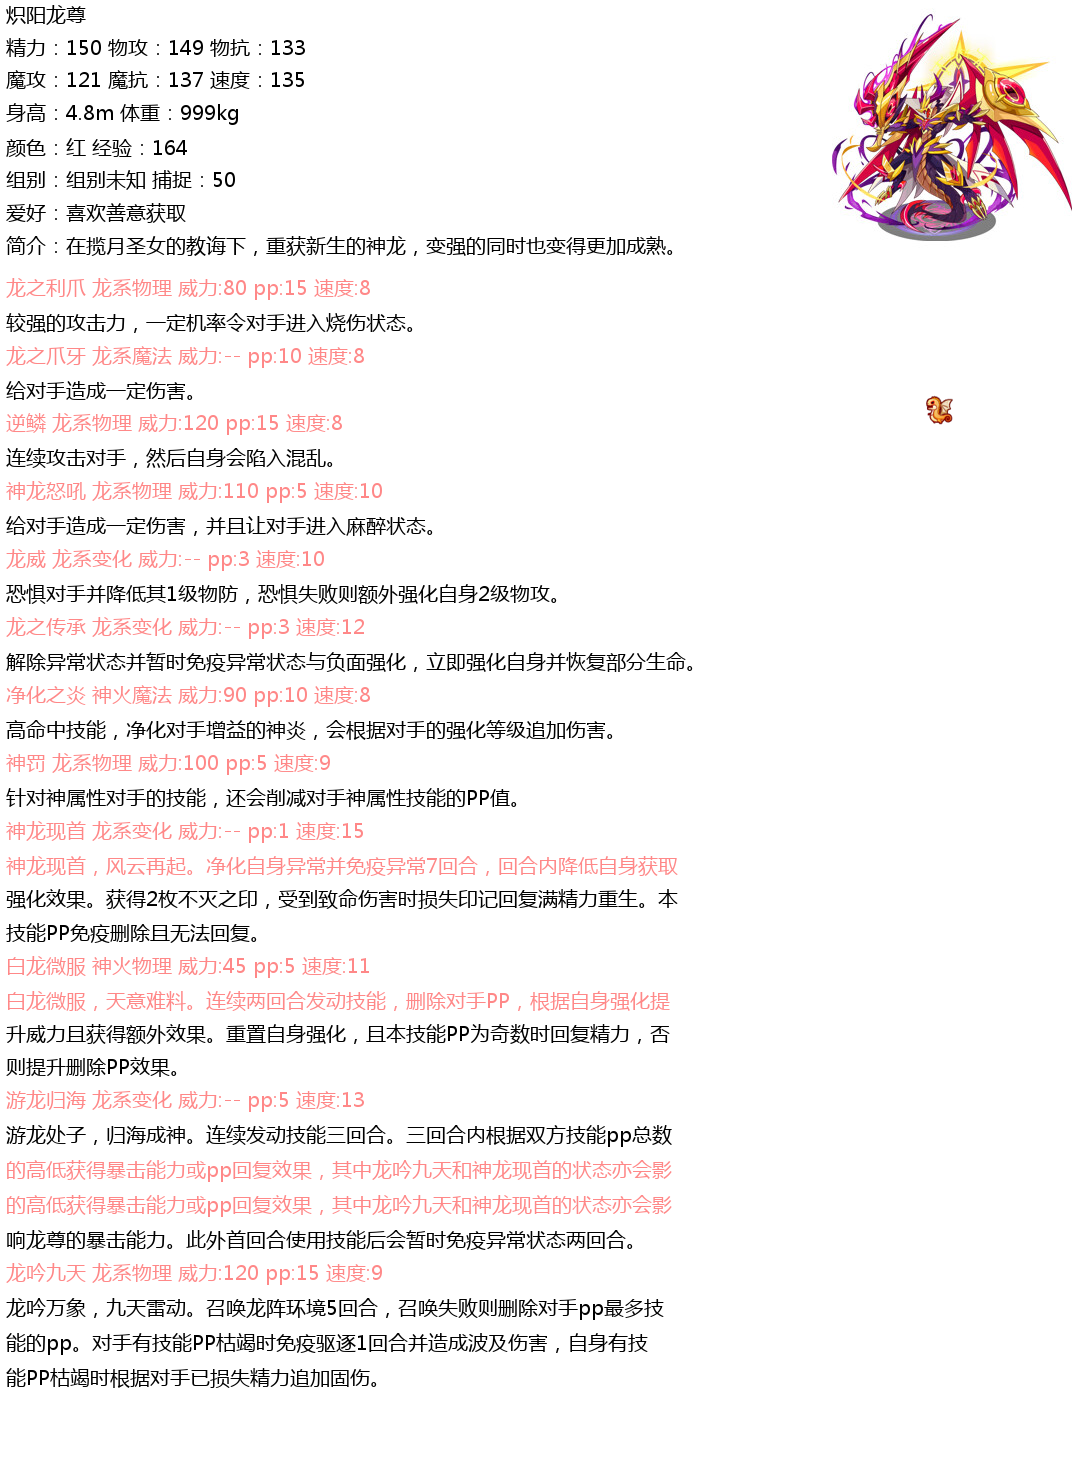 炽阳龙尊
精力：150 物攻：149 物抗：133
魔攻：121 魔抗：137 速度：135
身高：4.8m 体重：999kg
颜色：红 经验：164
组别：组别未知 捕捉：50
爱好：喜欢善意获取
简介：在揽月圣女的教诲下，重获新生的神龙，变强的同时也变得更加成熟。
龙之利爪 龙系物理 威力:80 pp:15 速度:8
较强的攻击力，一定机率令对手进入烧伤状态。
龙之爪牙 龙系魔法 威力:-- pp:10 速度:8
给对手造成一定伤害。
逆鳞 龙系物理 威力:120 pp:15 速度:8
连续攻击对手，然后自身会陷入混乱。
神龙怒吼 龙系物理 威力:110 pp:5 速度:10
给对手造成一定伤害，并且让对手进入麻醉状态。
龙威 龙系变化 威力:-- pp:3 速度:10
恐惧对手并降低其1级物防，恐惧失败则额外强化自身2级物攻。
龙之传承 龙系变化 威力:-- pp:3 速度:12
解除异常状态并暂时免疫异常状态与负面强化，立即强化自身并恢复部分生命。
净化之炎 神火魔法 威力:90 pp:10 速度:8
高命中技能，净化对手增益的神炎，会根据对手的强化等级追加伤害。
神罚 龙系物理 威力:100 pp:5 速度:9
针对神属性对手的技能，还会削减对手神属性技能的PP值。
神龙现首 龙系变化 威力:-- pp:1 速度:15
神龙现首，风云再起。净化自身异常并免疫异常7回合，回合内降低自身获取
强化效果。获得2枚不灭之印，受到致命伤害时损失印记回复满精力重生。本
技能PP免疫删除且无法回复。
白龙微服 神火物理 威力:45 pp:5 速度:11
白龙微服，天意难料。连续两回合发动技能，删除对手PP，根据自身强化提
升威力且获得额外效果。重置自身强化，且本技能PP为奇数时回复精力，否
则提升删除PP效果。
游龙归海 龙系变化 威力:-- pp:5 速度:13
游龙处子，归海成神。连续发动技能三回合。三回合内根据双方技能pp总数
的高低获得暴击能力或pp回复效果，其中龙吟九天和神龙现首的状态亦会影
的高低获得暴击能力或pp回复效果，其中龙吟九天和神龙现首的状态亦会影
响龙尊的暴击能力。此外首回合使用技能后会暂时免疫异常状态两回合。
龙吟九天 龙系物理 威力:120 pp:15 速度:9
龙吟万象，九天雷动。召唤龙阵环境5回合，召唤失败则删除对手pp最多技
能的pp。对手有技能PP枯竭时免疫驱逐1回合并造成波及伤害，自身有技
能PP枯竭时根据对手已损失精力追加固伤。